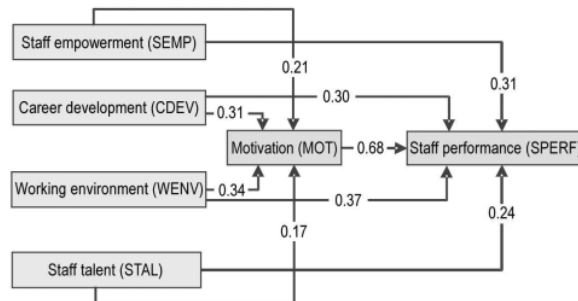 Staff empowerment (SEMP)
0.21
0.31
Career development (CDEV)
0.30
0.31
Motivation (MOT)
0.68
Staff performance (SPERF)
Working environment (WENV)
0.34
0.37
0.24
0.17
Staff talent (STAL)